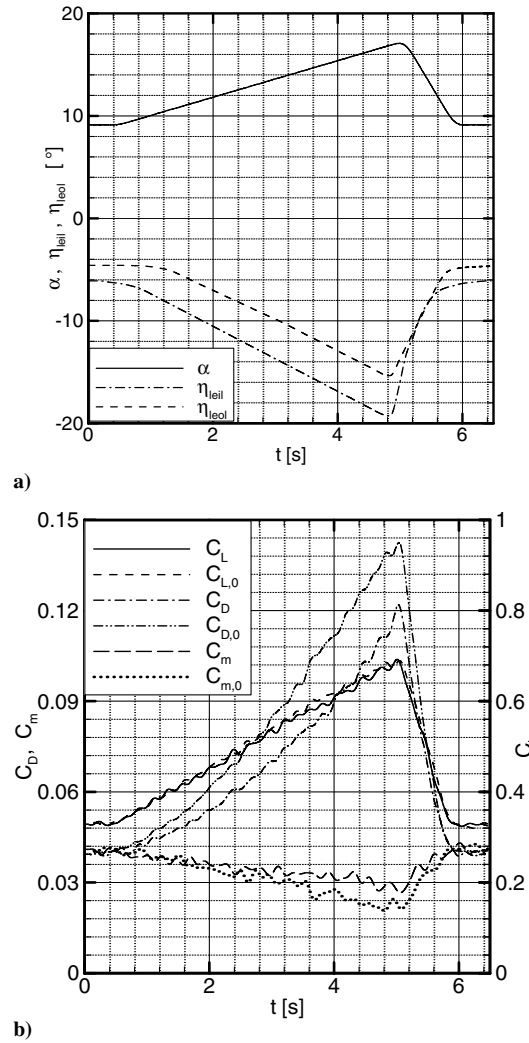 20
10
0
-10
-20
α , η_leil , η_leol [ ° ]
α
η_leil
η_leol
0 2 4 6
t [s]
a)
0.15
0.12
0.09
0.06
0.03
0
C_D, C_m
C_L
C_L,0
C_D
C_D,0
C_m
C_m,0
1
0.8
0.6
0.4
0.2
0
0 2 4 6
t [s]
b)